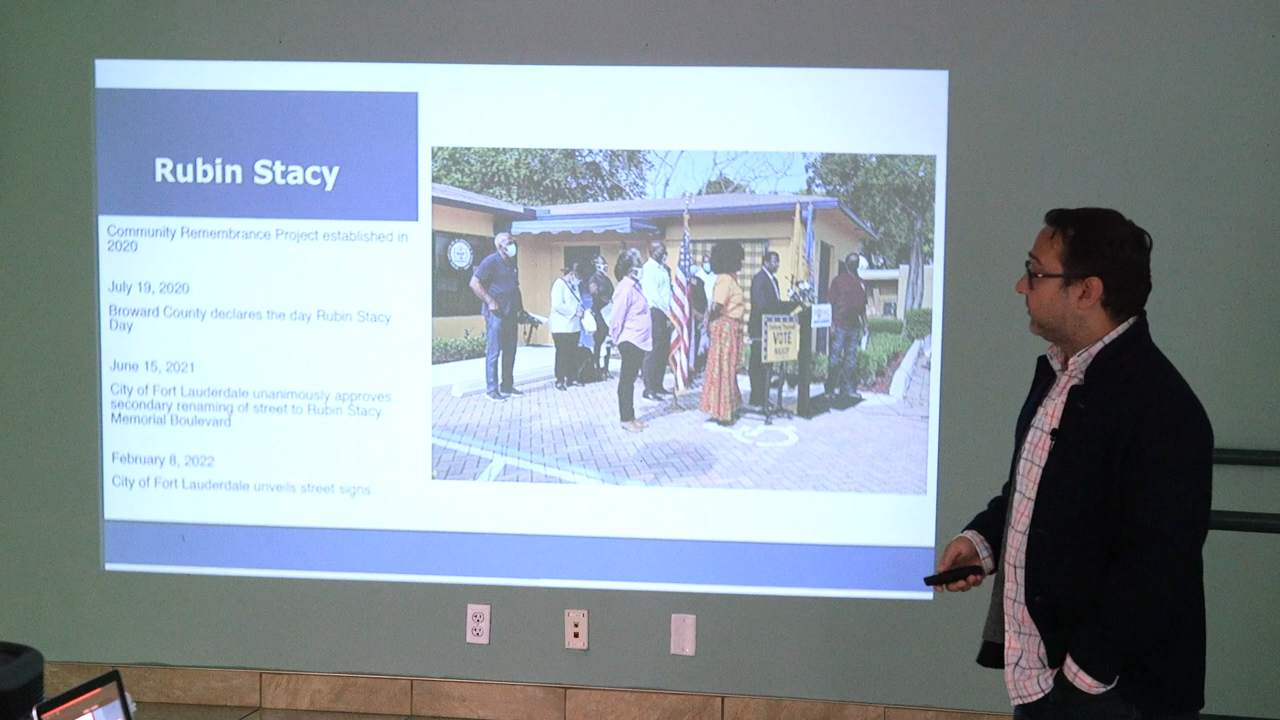 Rubin Stacy
Community Remembrance Project established in
2020
July 19, 2020
Broward County declares the day Rubin Stacy
Day
June 15, 2021
City of Fort Lauderdale unanimously approves
secondary renaming of street to Rubin Stacy
Memorial Boulevard
February 8, 2022
City of Fort Lauderdale unveils street signs
VOTE